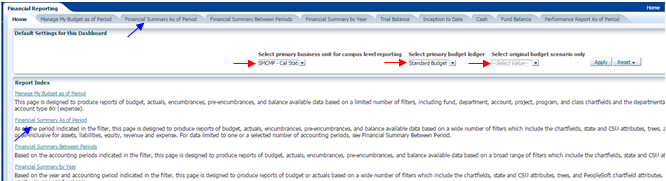 Financial Reporting
Home
Home Manage My Budget as of Period Financial Summary As of Period Financial Summary Between Periods Financial Summary by Year Trial Balance Inception to Date Cash Fund Balance Performance Report As of Period
Default Settings for this Dashboard
Select primary business unit for campus level reporting Select primary budget ledger Select original budget scenario only
SMCMP - Cal Stat Standard Budget --Select Value-- Apply Reset
Report Index
Manage My Budget as of Period
This page is designed to produce reports of budget, actuals, encumbrances, pre-encumbrances, and balance available data based on a limited number of filters, including fund, department, account, project, program, and class chartfields and the departmenta
account type 60 (expense).
Financial Summary As of Period
As of the period indicated in the filter, this page is designed to produce reports of budget, actuals, encumbrances, pre-encumbrances, and balance available data based on a wide number of filters which include the chartfields, state and CSU attributes, trees, a
for assets, liabilities, equity, revenue and expense. For data limited to one or a selected number of accounting periods, see Financial Summary Between Period.
Financial Summary Between Periods
Based on the accounting periods indicated in the filter, this page is designed to produce reports of budget, actuals, encumbrances, pre-encumbrances, and balance available data based on a broad range of filters which include the chartfields, state and CSU
Financial Summary by Year
Based on the year and accounting period indicated in the filter, this page is designed to produce reports of budget or actuals based on a wide number of filters which include the chartfields, state and CSU attributes, trees, and PeopleSoft chartfield attributes